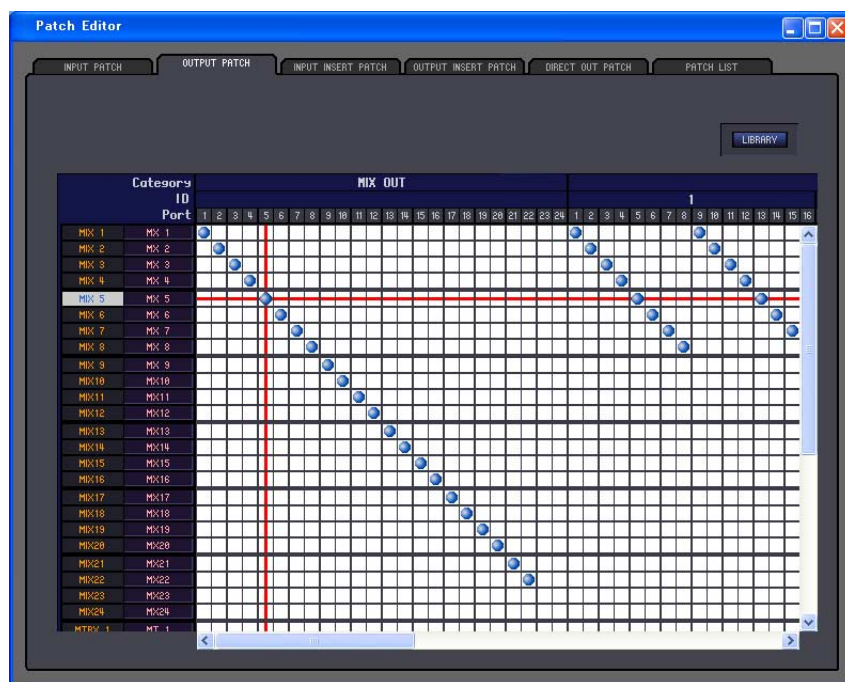 Patch Editor
INPUT PATCH OUTPUT PATCH INPUT INSERT PATCH OUTPUT INSERT PATCH DIRECT OUT PATCH PATCH LIST
LIBRARY
Category MIX OUT
ID 1
Port 1 2 3 4 5 6 7 8 9 10 11 12 13 14 15 16 17 18 19 20 21 22 23 24 1 2 3 4 5 6 7 8 9 10 11 12 13 14 15 16
MIX 1 MX 1
MIX 2 MX 2
MIX 3 MX 3
MIX 4 MX 4
MIX 5 MX 5
MIX 6 MX 6
MIX 7 MX 7
MIX 8 MX 8
MIX 9 MX 9
MIX10 MX10
MIX11 MX11
MIX12 MX12
MIX13 MX13
MIX14 MX14
MIX15 MX15
MIX16 MX16
MIX17 MX17
MIX18 MX18
MIX19 MX19
MIX20 MX20
MIX21 MX21
MIX22 MX22
MIX23 MX23
MIX24 MX24
MTRX 1 MT 1